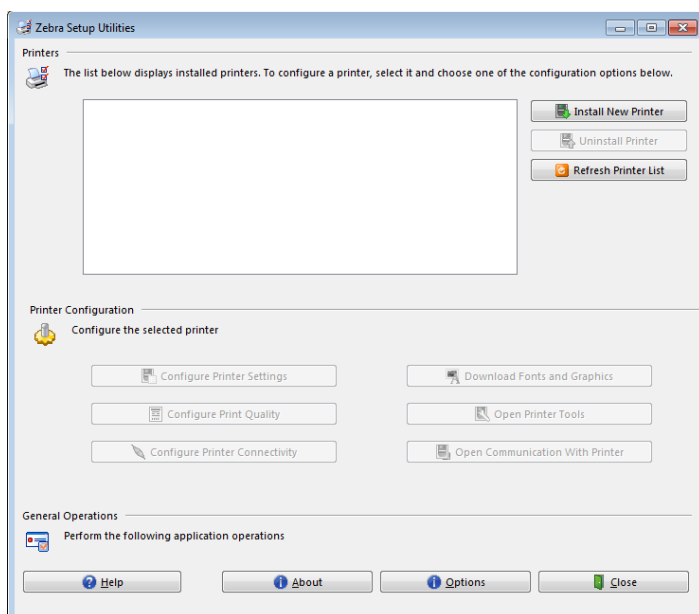 Zebra Setup Utilities
Printers
The list below displays installed printers. To configure a printer, select it and choose one of the configuration options below.
Install New Printer
Uninstall Printer
Refresh Printer List
Printer Configuration
Configure the selected printer
Configure Printer Settings
Download Fonts and Graphics
Configure Print Quality
Open Printer Tools
Configure Printer Connectivity
Open Communication With Printer
General Operations
Perform the following application operations
Help
About
Options
Close